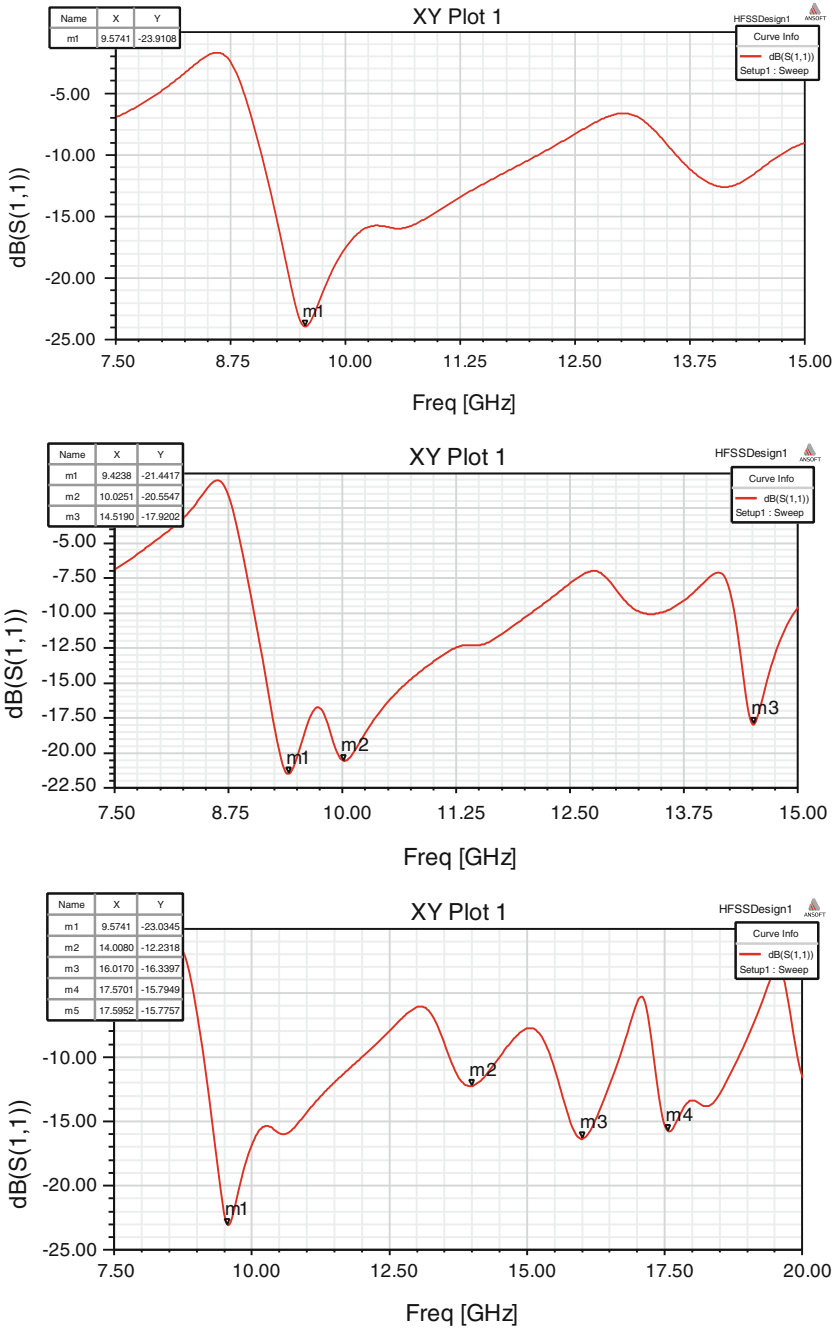 XY Plot 1
HFSSDesign1
ANSOFT
Name X Y
m1 9.5741 -23.9108
Curve Info
dB(S(1,1))
Setup1 : Sweep
-5.00
-10.00
-15.00
-20.00
-25.00
dB(S(1,1))
m1
7.50 8.75 10.00 11.25 12.50 13.75 15.00
Freq [GHz]
XY Plot 1
HFSSDesign1
ANSOFT
Name X Y
m1 9.4238 -21.4417
m2 10.0251 -20.5547
m3 14.5190 -17.9202
Curve Info
dB(S(1,1))
Setup1 : Sweep
-5.00
-7.50
-10.00
-12.50
-15.00
-17.50
-20.00
-22.50
dB(S(1,1))
m1 m2 m3
7.50 8.75 10.00 11.25 12.50 13.75 15.00
Freq [GHz]
XY Plot 1
HFSSDesign1
ANSOFT
Name X Y
m1 9.5741 -23.0345
m2 14.0080 -12.2318
m3 16.0170 -16.3397
m4 17.5701 -15.7949
m5 17.5952 -15.7757
Curve Info
dB(S(1,1))
Setup1 : Sweep
-10.00
-15.00
-20.00
-25.00
dB(S(1,1))
m1 m2 m3 m4
7.50 10.00 12.50 15.00 17.50 20.00
Freq [GHz]